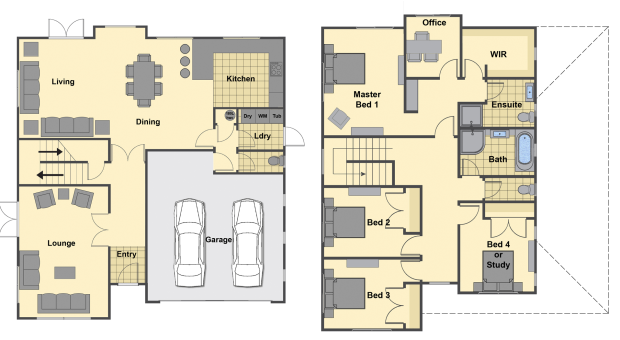 Living
Dining
Kitchen
Dry WM Tub
Ldry
Lounge
Entry
Garage
Office
WIR
Master
Bed 1
Ensuite
Bath
Bed 2
Bed 3
Bed 4
or
Study